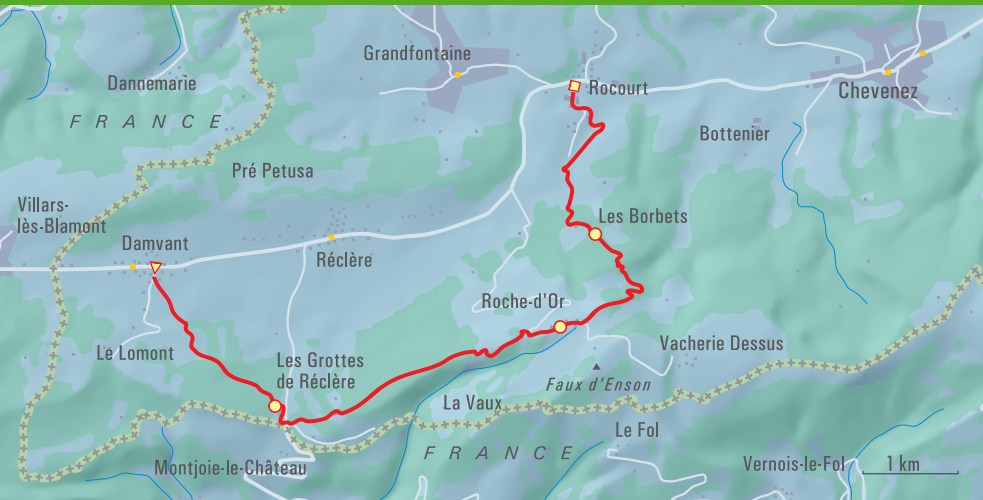 Grandfontaine
Dannemarie
Rocourt
Chevenez
FRANCE
Bottenier
Pré Petusa
Villars-
lès-Blamont
Les Borbets
Damvant
Réclère
Roche-d'Or
Le Lomont
Les Grottes
de Réclère
Vacherie Dessus
Faux d'Enson
La Vaux
Le Fol
FRANCE
Montjoie-le-Château
Vernois-le-Fol
1 km